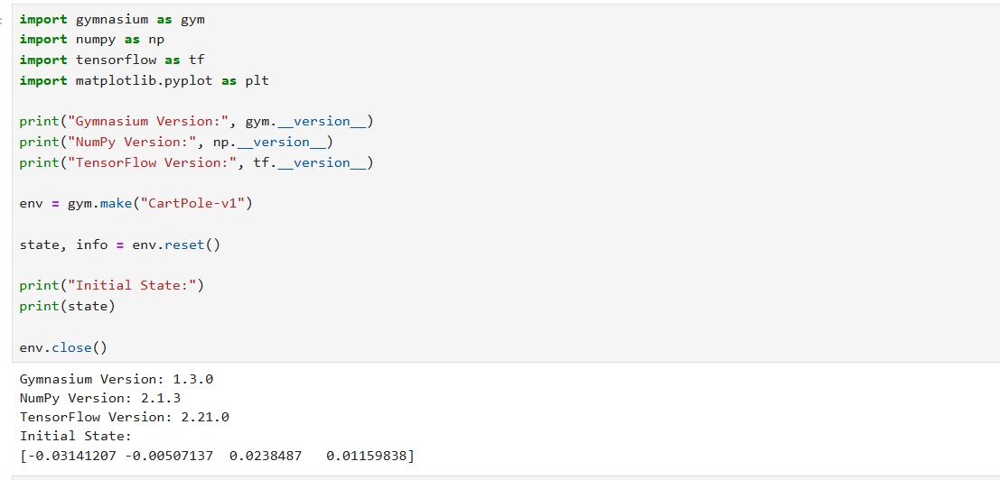 import gymnasium as gym
import numpy as np
import tensorflow as tf
import matplotlib.pyplot as plt
print("Gymnasium Version:", gym.__version__)
print("NumPy Version:", np.__version__)
print("TensorFlow Version:", tf.__version__)
env = gym.make("CartPole-v1")
state, info = env.reset()
print("Initial State:")
print(state)
env.close()
Gymnasium Version: 1.3.0
NumPy Version: 2.1.3
TensorFlow Version: 2.21.0
Initial State:
[-0.03141207 -0.00507137  0.0238487   0.01159838]